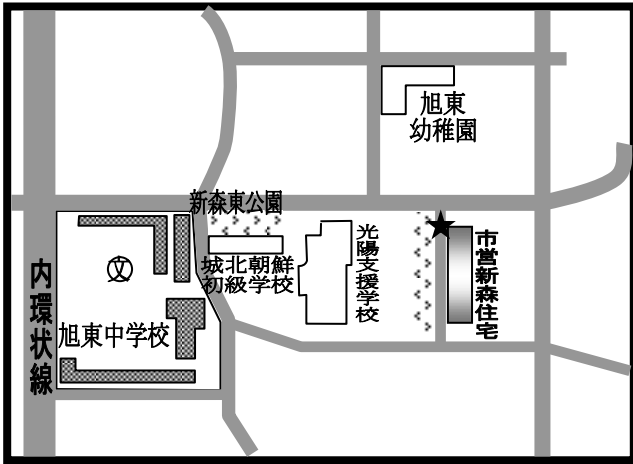 旭東
幼稚園
新森東公園
城北朝鮮
初級学校
光陽支援学校
市営新森住宅
文
旭東中学校
内環状線